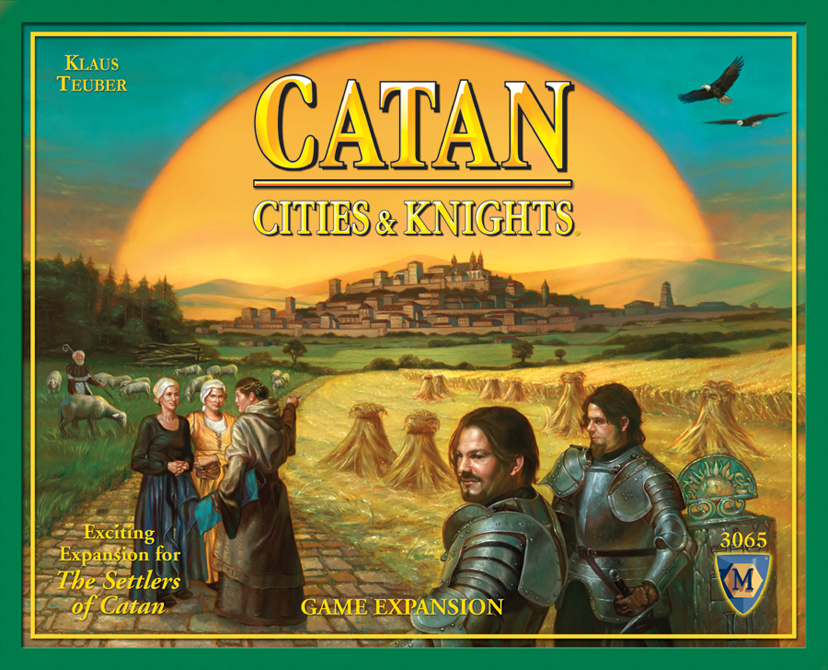 KLAUS
TEUBER
CATAN
CITIES & KNIGHTS
Exciting
Expansion for
The Settlers
of Catan
GAME EXPANSION
3065
M